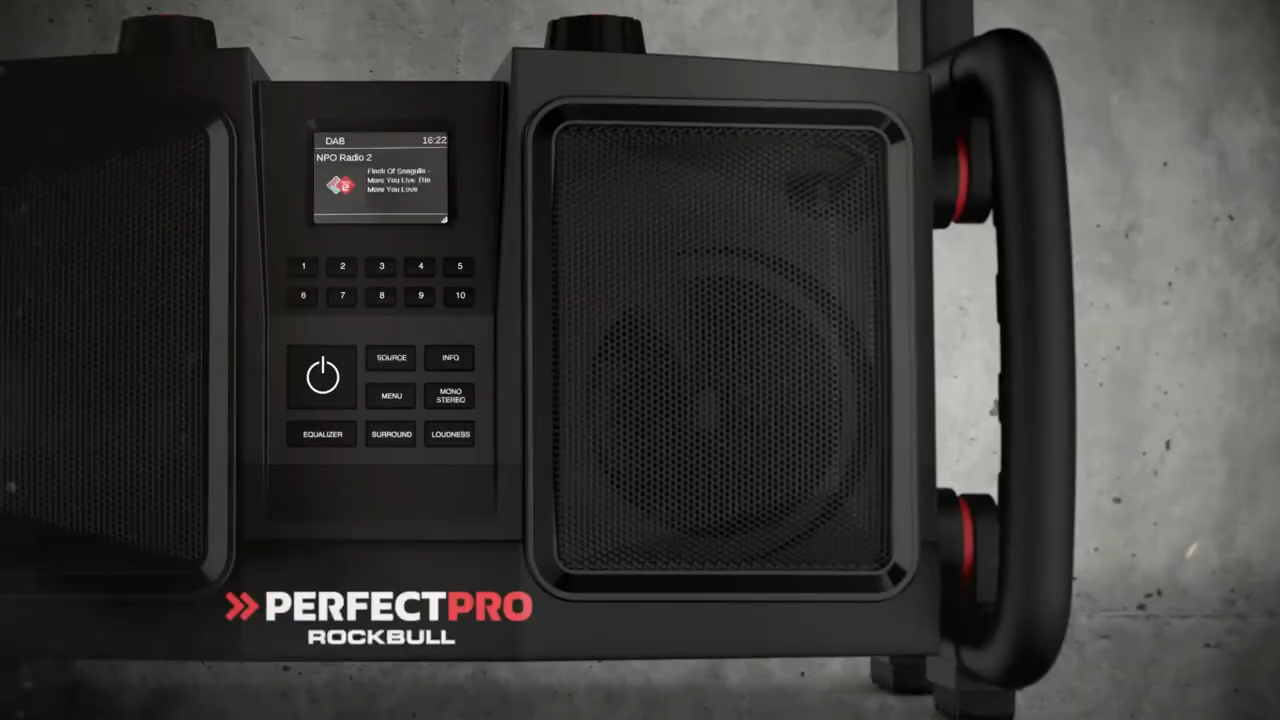 DAB 16:22
NPO Radio 2
Flock Of Seagulls -
More You Live The
More You Love
1 2 3 4 5
6 7 8 9 10
SOURCE INFO
MENU MONO STEREO
EQUALIZER SURROUND LOUDNESS
PERFECTPRO
ROCKBULL